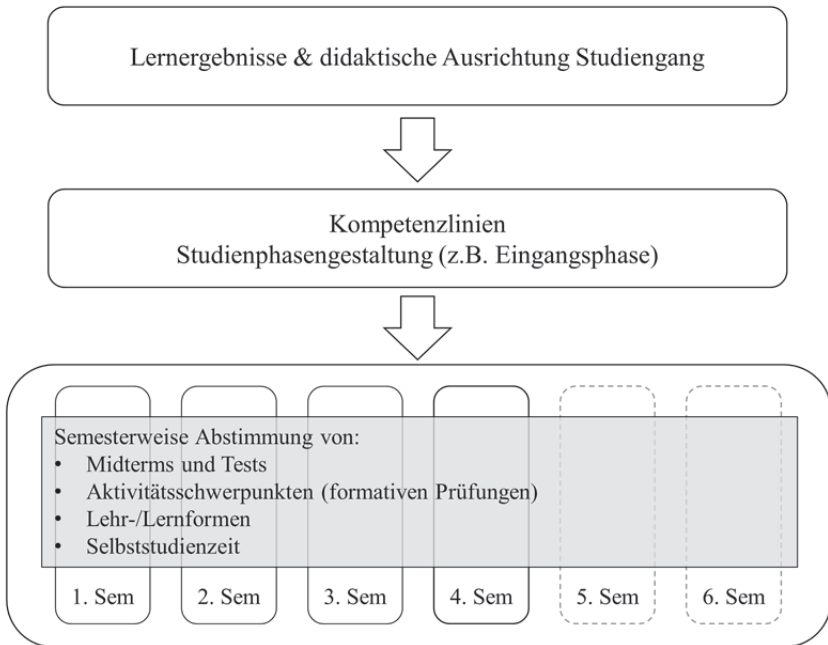 Lernergebnisse & didaktische Ausrichtung Studiengang
Kompetenzlinien
Studienphasengestaltung (z.B. Eingangsphase)
Semesterweise Abstimmung von:
• Midterms und Tests
• Aktivitätsschwerpunkten (formativen Prüfungen)
• Lehr-/Lernformen
• Selbststudienzeit
1. Sem 2. Sem 3. Sem 4. Sem 5. Sem 6. Sem